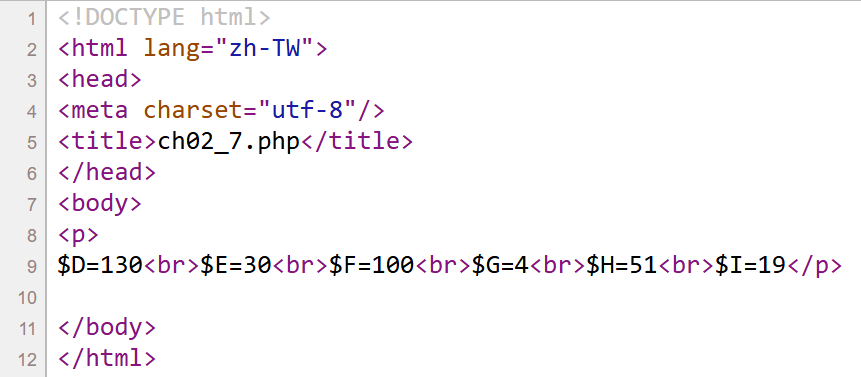 1 <!DOCTYPE html>
2 <html lang="zh-TW">
3 <head>
4 <meta charset="utf-8"/>
5 <title>ch02_7.php</title>
6 </head>
7 <body>
8 <p>
9 $D=130<br>$E=30<br>$F=100<br>$G=4<br>$H=51<br>$I=19</p>
10
11 </body>
12 </html>